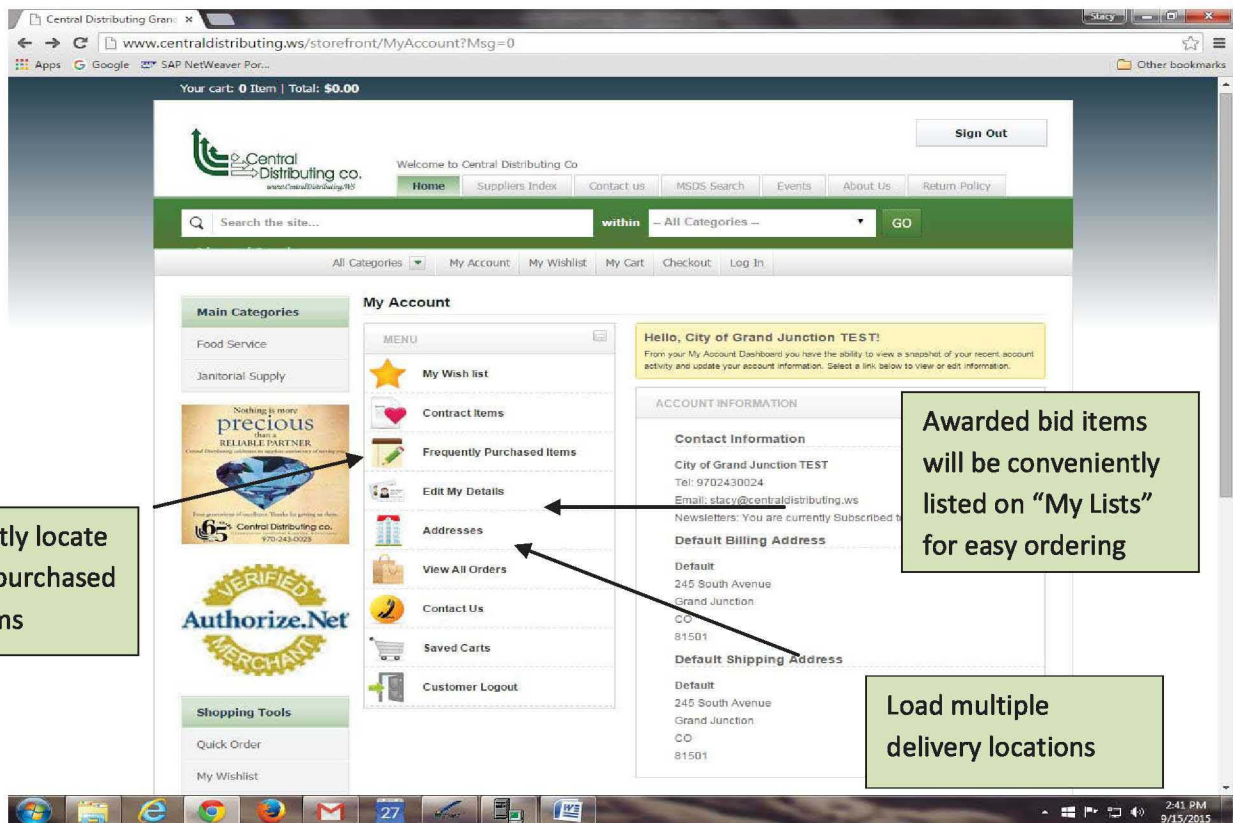 Central Distributing Gran
Stacy
www.centraldistributing.ws/storefront/MyAccount?Msg=0
Apps Google SAP NetWeaver Por...
Other bookmarks
Your cart: 0 Item | Total: $0.00
Sign Out
Central
Distributing co.
www.CentralDistributing.WS
Welcome to Central Distributing Co
Home Suppliers Index Contact us MSDS Search Events About Us Return Policy
Search the site...
within
-- All Categories --
GO
All Categories My Account My Wishlist My Cart Checkout Log In
Main Categories
Food Service
Janitorial Supply
Nothing is more
precious
than a
RELIABLE PARTNER
65
Central Distributing co.
970-243-0025
VERIFIED
Authorize.Net
MERCHANT
Shopping Tools
Quick Order
My Wishlist
My Account
MENU
My Wish list
Contract Items
Frequently Purchased Items
Edit My Details
Addresses
View All Orders
Contact Us
Saved Carts
Customer Logout
Hello, City of Grand Junction TEST!
From your My Account Dashboard you have the ability to view a snapshot of your recent account
activity and update your account information. Select a link below to view or edit information.
ACCOUNT INFORMATION
Contact Information
City of Grand Junction TEST
Tel: 9702430024
Email: stacy@centraldistributing.ws
Newsletters: You are currently Subscribed to
Default Billing Address
Default
245 South Avenue
Grand Junction
CO
81501
Default Shipping Address
Default
245 South Avenue
Grand Junction
CO
81501
tly locate
purchased
ms
Awarded bid items
will be conveniently
listed on “My Lists”
for easy ordering
Load multiple
delivery locations
27
2:41 PM
9/15/2015